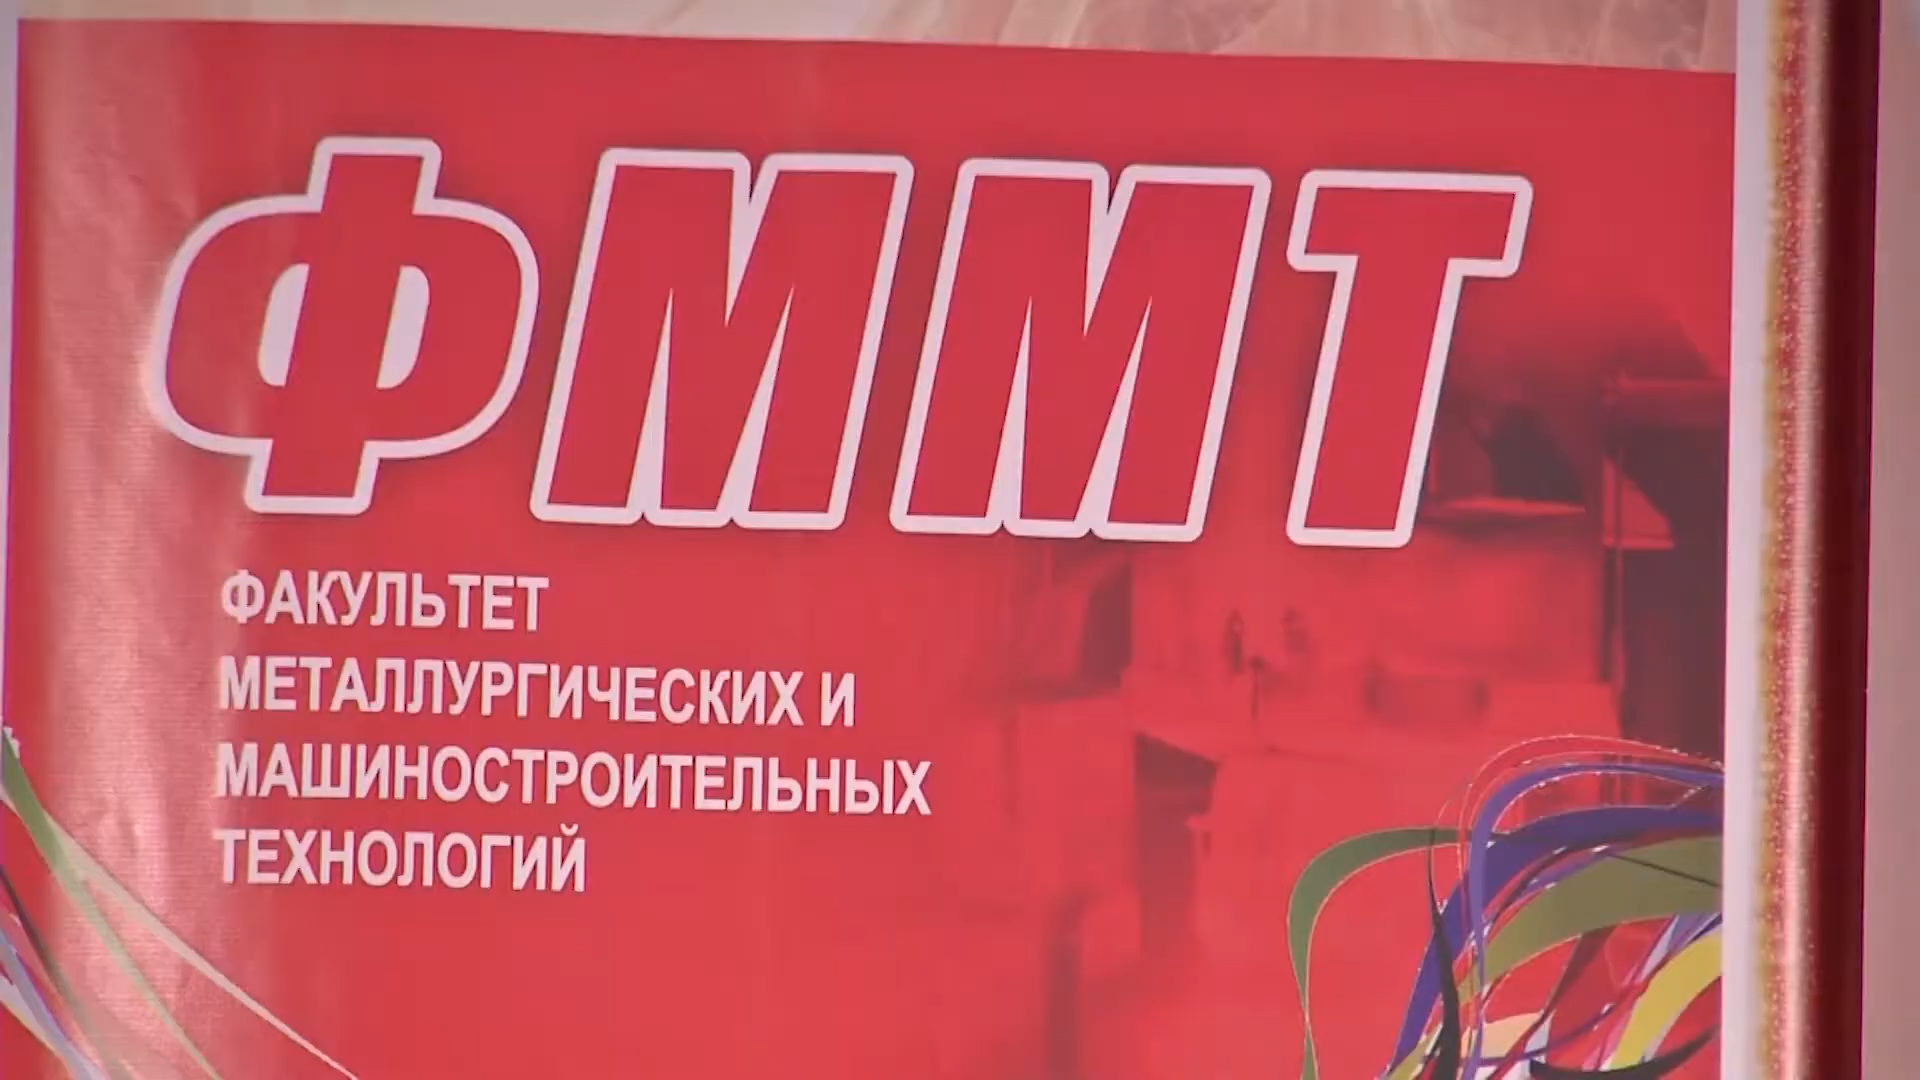 ФММТ
ФАКУЛЬТЕТ
МЕТАЛЛУРГИЧЕСКИХ И
МАШИНОСТРОИТЕЛЬНЫХ
ТЕХНОЛОГИЙ